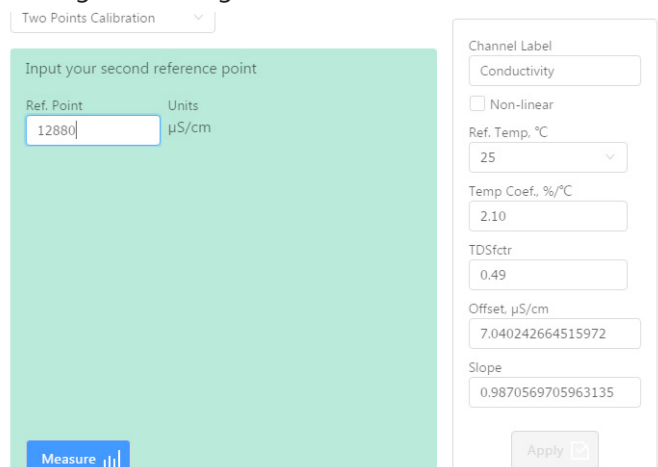 Two Points Calibration
Input your second reference point
Ref. Point
Units
12880
µS/cm
Measure
Channel Label
Conductivity
Non-linear
Ref. Temp, °C
25
Temp Coef., %/°C
2.10
TDSfctr
0.49
Offset, µS/cm
7.040242664515972
Slope
0.9870569705963135
Apply